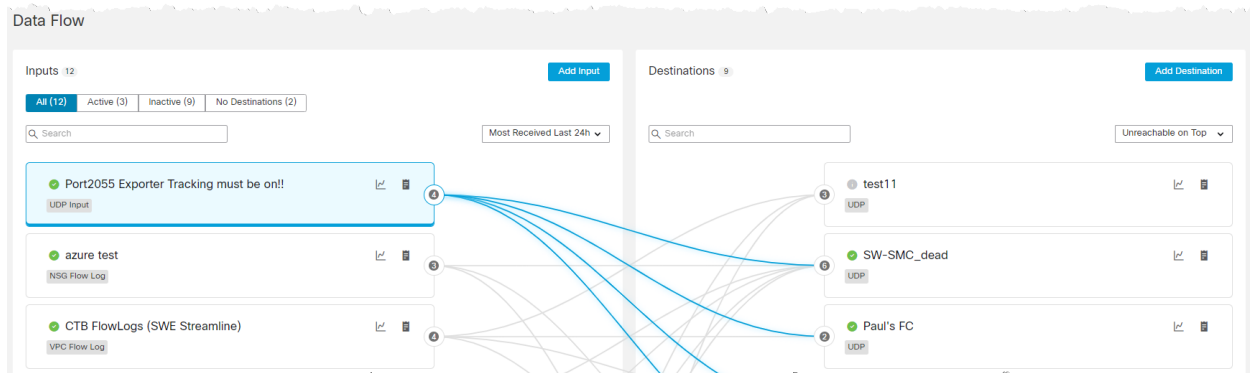 Data Flow
Inputs 12
Add Input
All (12) Active (3) Inactive (9) No Destinations (2)
Search
Most Received Last 24h
Port2055 Exporter Tracking must be on!!
UDP Input
4
azure test
NSG Flow Log
3
CTB FlowLogs (SWE Streamline)
VPC Flow Log
4
Destinations 9
Add Destination
Search
Unreachable on Top
3
test11
UDP
6
SW-SMC_dead
UDP
2
Paul's FC
UDP